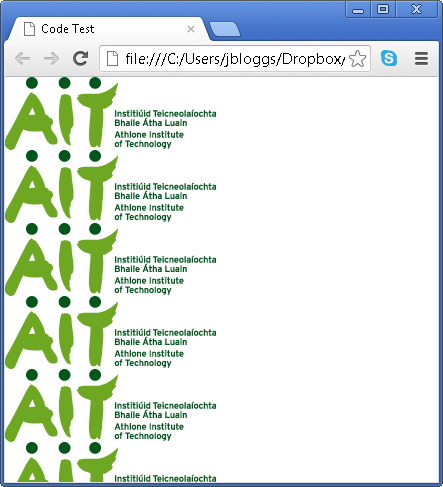 Code Test
file:///C:/Users/jbloggs/Dropbox/
AIT
Institiúid Teicneolaíochta
Bhaile Átha Luain
Athlone Institute
of Technology
AIT
Institiúid Teicneolaíochta
Bhaile Átha Luain
Athlone Institute
of Technology
AIT
Institiúid Teicneolaíochta
Bhaile Átha Luain
Athlone Institute
of Technology
AIT
Institiúid Teicneolaíochta
Bhaile Átha Luain
Athlone Institute
of Technology
AIT
Institiúid Teicneolaíochta
Bhaile Átha Luain
Athlone Institute
of Technology
AIT
Institiúid Teicneolaíochta